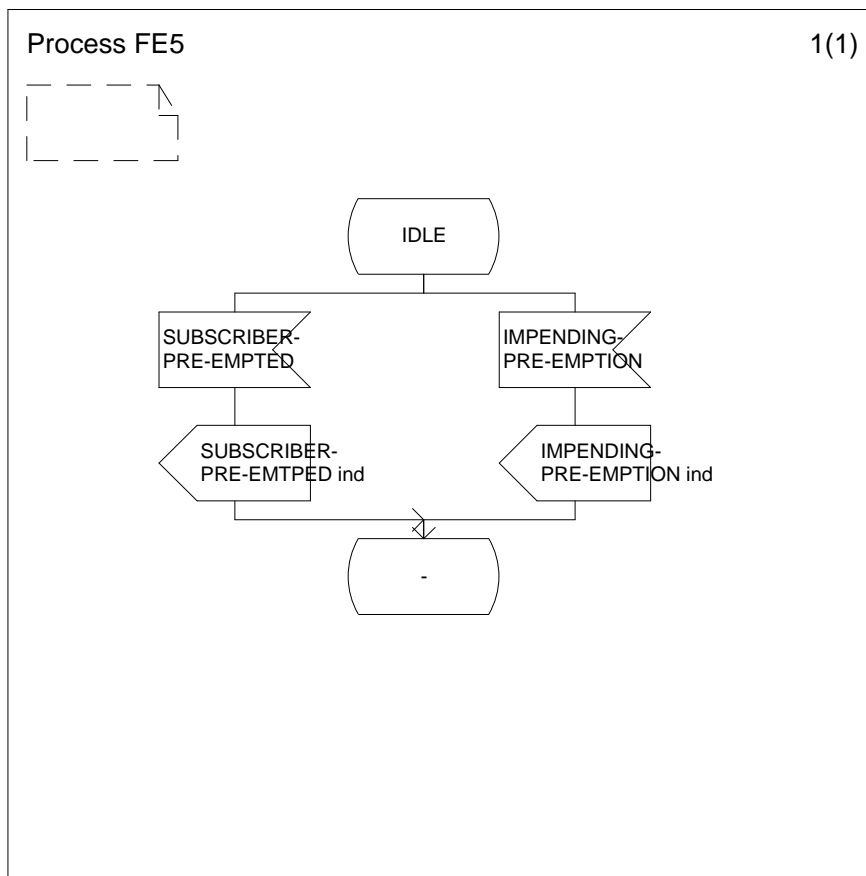 Process FE5
1(1)
IDLE
SUBSCRIBER-
PRE-EMPTED
IMPENDING-
PRE-EMPTION
SUBSCRIBER-
PRE-EMTPED ind
IMPENDING-
PRE-EMPTION ind
-